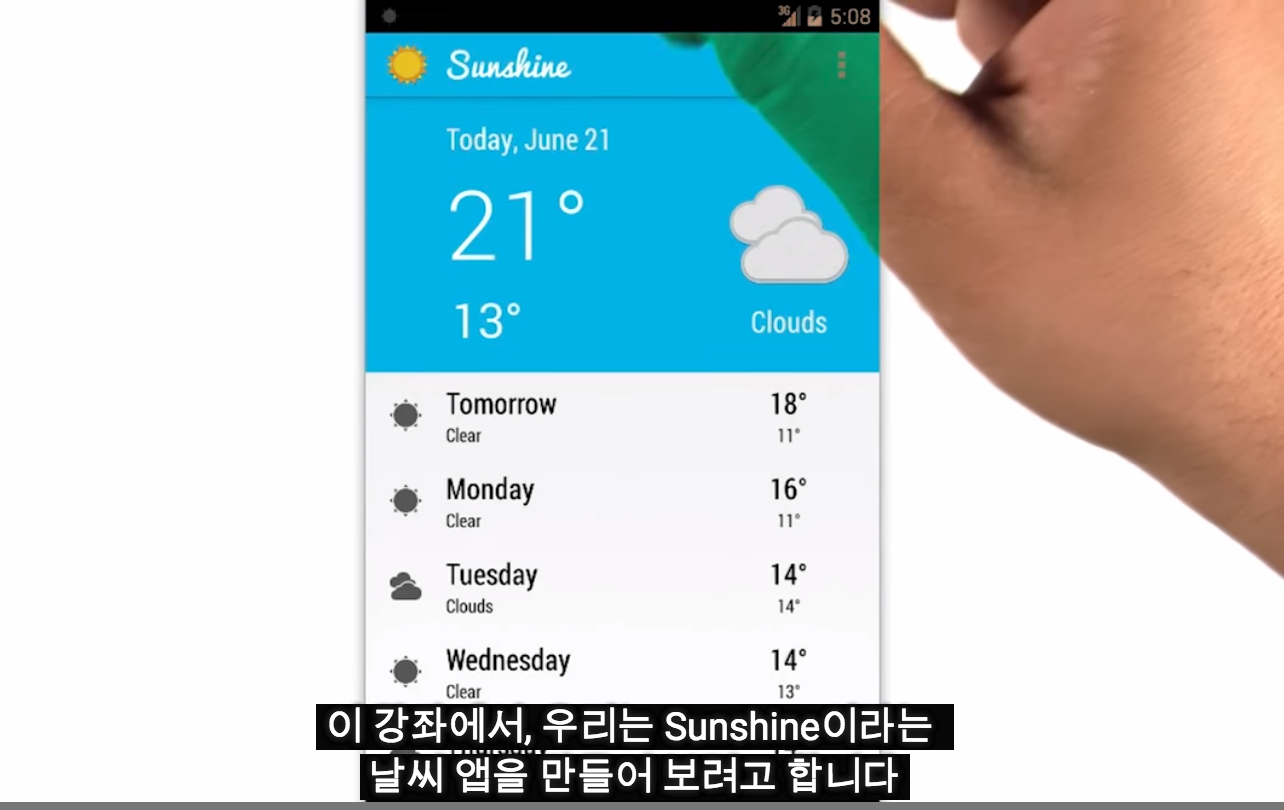 3G 5:08
Sunshine
Today, June 21
21°
13°
Clouds
Tomorrow 18°
Clear 11°
Monday 16°
Clear 11°
Tuesday 14°
Clouds 14°
Wednesday 14°
Clear 13°
이 강좌에서, 우리는 Sunshine이라는
날씨 앱을 만들어 보려고 합니다